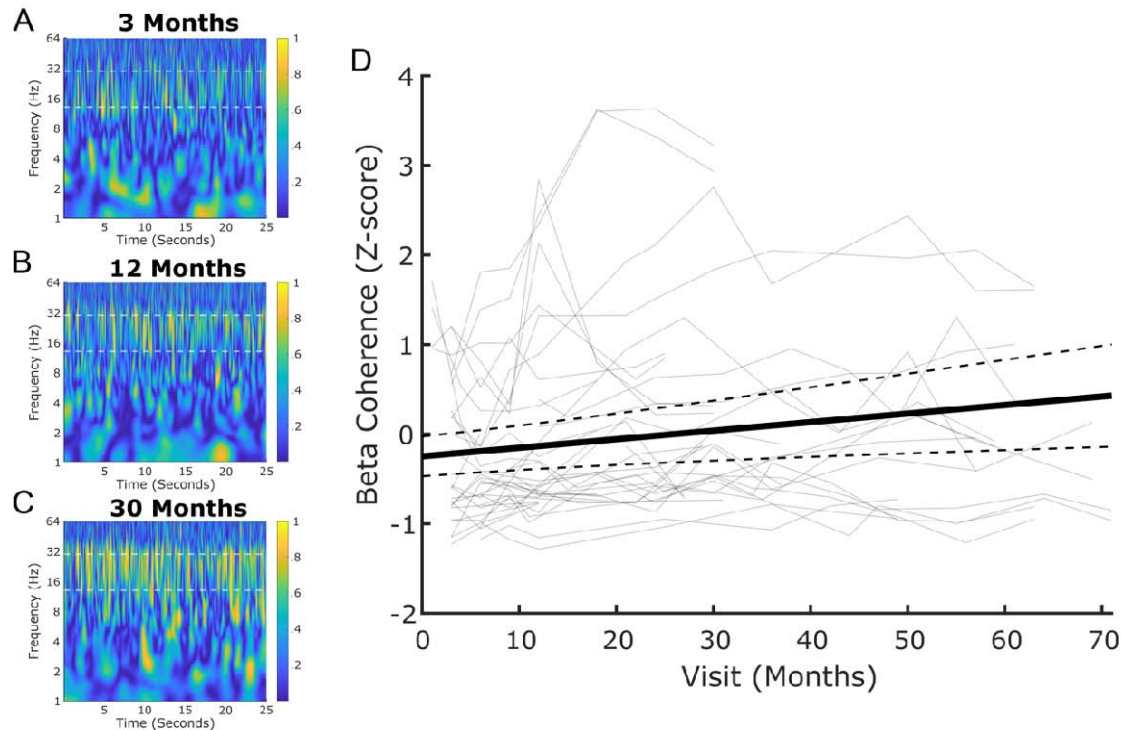 A
3 Months
64
32
16
8
4
2
1
Frequency (Hz)
5 10 15 20 25
Time (Seconds)
1
.8
.6
.4
.2
B
12 Months
64
32
16
8
4
2
1
Frequency (Hz)
5 10 15 20 25
Time (Seconds)
1
.8
.6
.4
.2
C
30 Months
64
32
16
8
4
2
1
Frequency (Hz)
5 10 15 20 25
Time (Seconds)
1
.8
.6
.4
.2
D
4
3
2
1
0
-1
-2
Beta Coherence (Z-score)
0 10 20 30 40 50 60 70
Visit (Months)